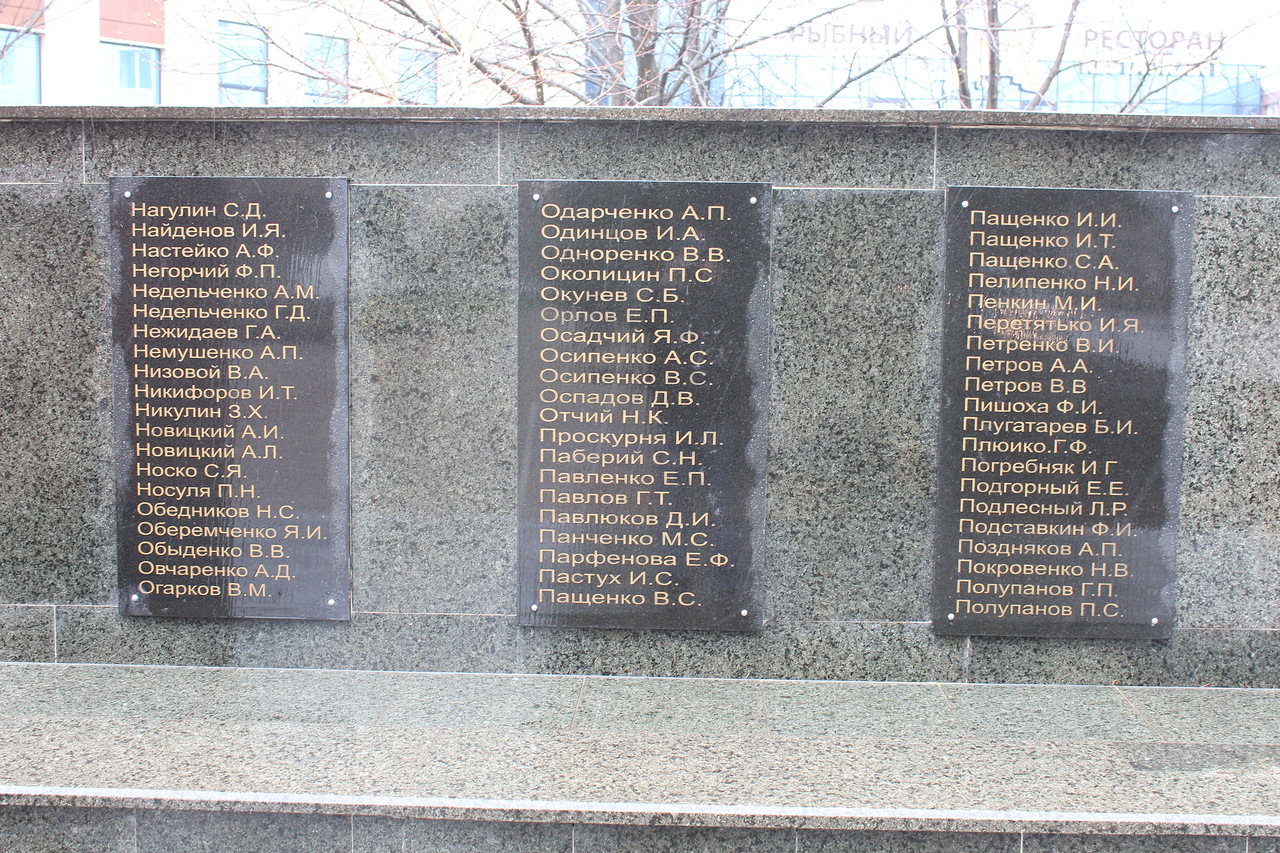 РЫБНЫЙ РЕСТОРАН
Нагулин С.Д.
Найденов И.Я.
Настейко А.Ф.
Негорчий Ф.П.
Недельченко А.М.
Недельченко Г.Д.
Нежидаев Г.А.
Немушенко А.П.
Низовой В.А.
Никифоров И.Т.
Никулин З.Х.
Новицкий А.И.
Новицкий А.Л.
Носко С.Я.
Носуля П.Н.
Обедников Н.С.
Оберемченко Я.И.
Обыденко В.В.
Овчаренко А.Д.
Огарков В.М.
Одарченко А.П.
Одинцов И.А.
Одноренко В.В.
Околицин П.С
Окунев С.Б.
Орлов Е.П.
Осадчий Я.Ф.
Осипенко А.С.
Осипенко В.С.
Оспадов Д.В.
Отчий Н.К.
Проскурня И.Л.
Паберий С.Н.
Павленко Е.П.
Павлов Г.Т.
Павлюков Д.И.
Панченко М.С.
Парфенова Е.Ф.
Пастух И.С.
Пащенко В.С.
Пащенко И.И.
Пащенко И.Т.
Пащенко С.А.
Пелипенко Н.И.
Пенкин М.И.
Перетятько И.Я.
Петренко В.И.
Петров А.А.
Петров В.В
Пишоха Ф.И.
Плугатарев Б.И.
Плюико.Г.Ф.
Погребняк И Г
Подгорный Е.Е.
Подлесный Л.Р.
Подставкин Ф.И.
Поздняков А.П.
Покровенко Н.В.
Полупанов Г.П.
Полупанов П.С.